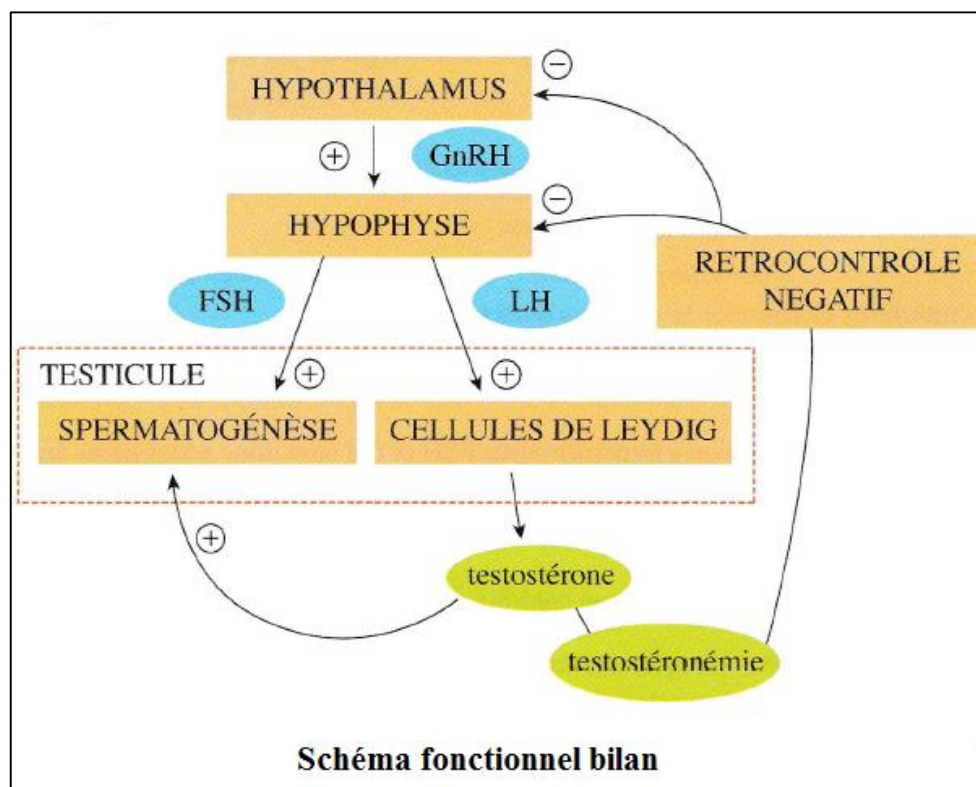 HYPOTHALAMUS
GnRH
HYPOPHYSE
RETROCONTROLE
NEGATIF
FSH
LH
TESTICULE
SPERMATOGÉNÈSE
CELLULES DE LEYDIG
testostérone
testostéronémie
Schéma fonctionnel bilan